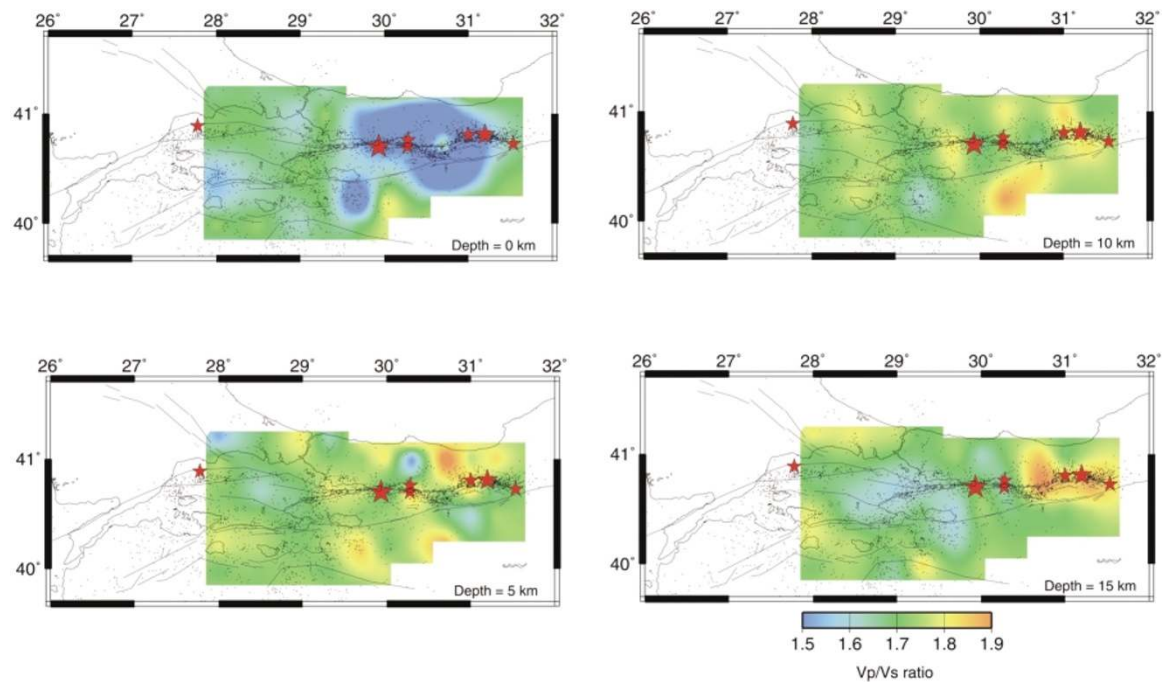 26° 27° 28° 29° 30° 31° 32°
41°
40°
Depth = 0 km
26° 27° 28° 29° 30° 31° 32°
41°
40°
Depth = 10 km
26° 27° 28° 29° 30° 31° 32°
41°
40°
Depth = 5 km
26° 27° 28° 29° 30° 31° 32°
41°
40°
Depth = 15 km
1.5 1.6 1.7 1.8 1.9
Vp/Vs ratio